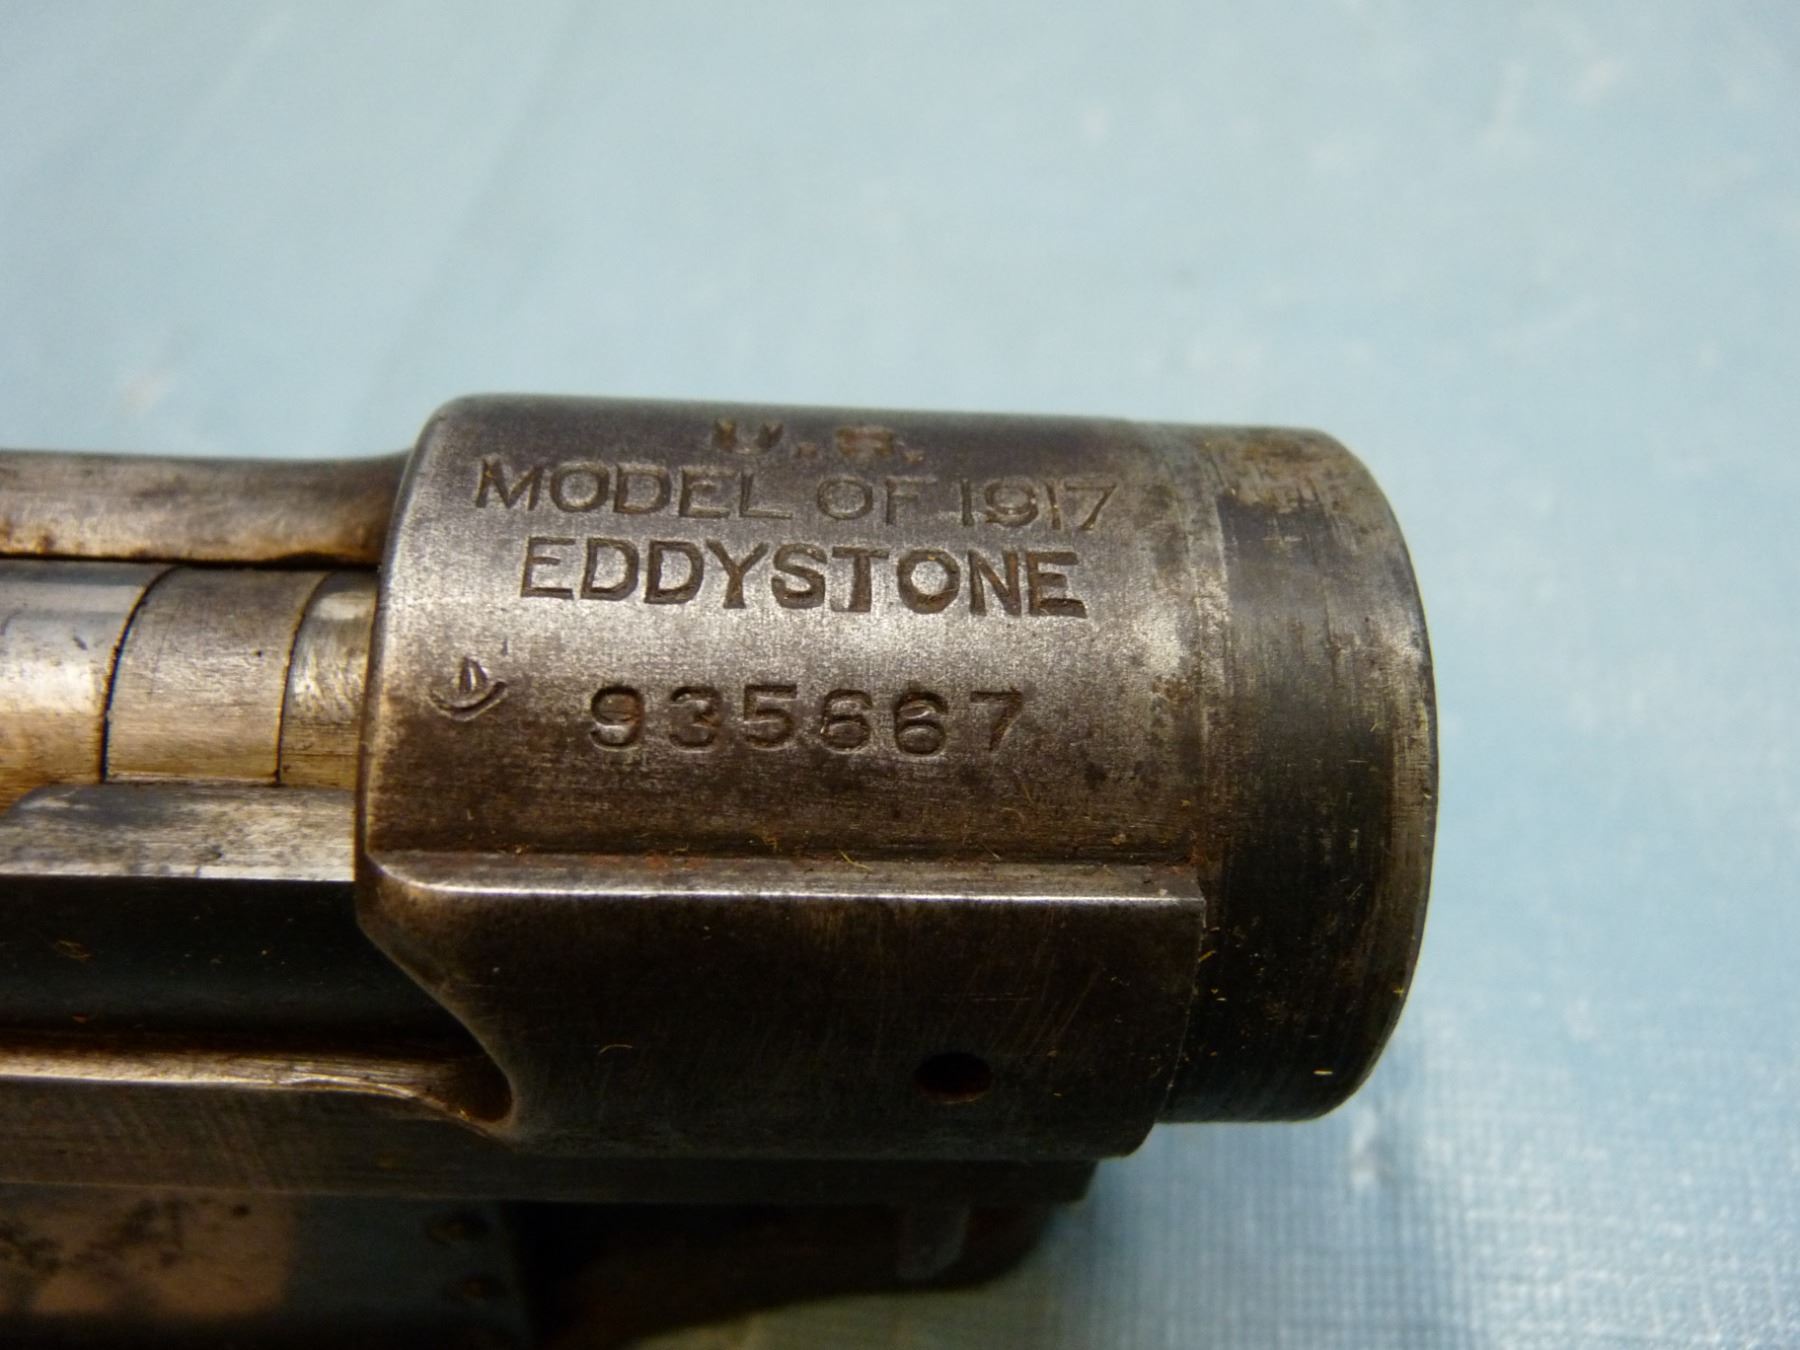 U.S.
MODEL OF 1917
EDDYSTONE
935667